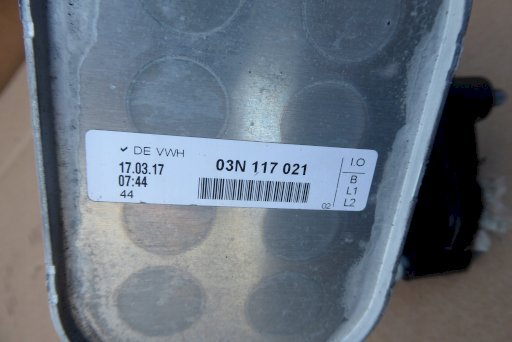 ✓ DE VWH
17.03.17
07:44
44
03N 117 021
02
I.O
B
L1
L2